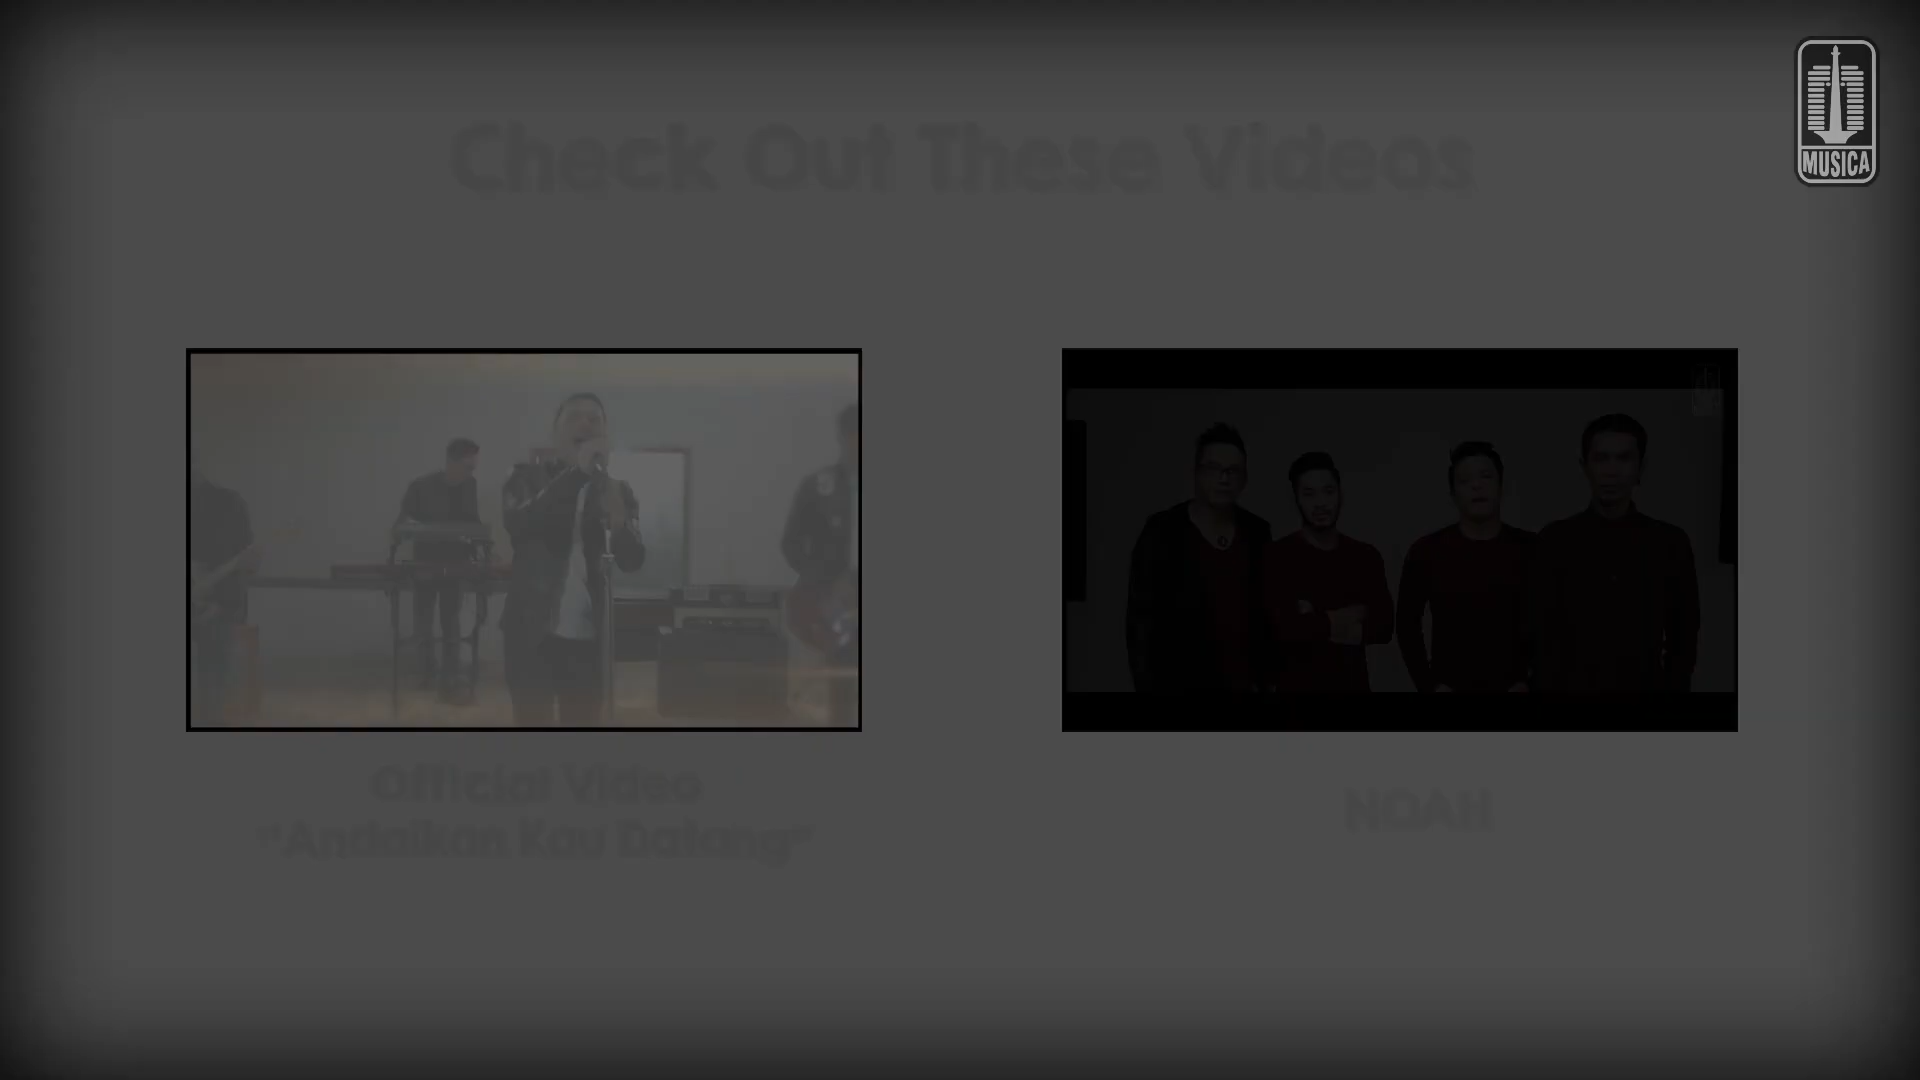 Check Out These Videos
MUSICA
Official Video
"Andaikan Kau Datang"
NOAH